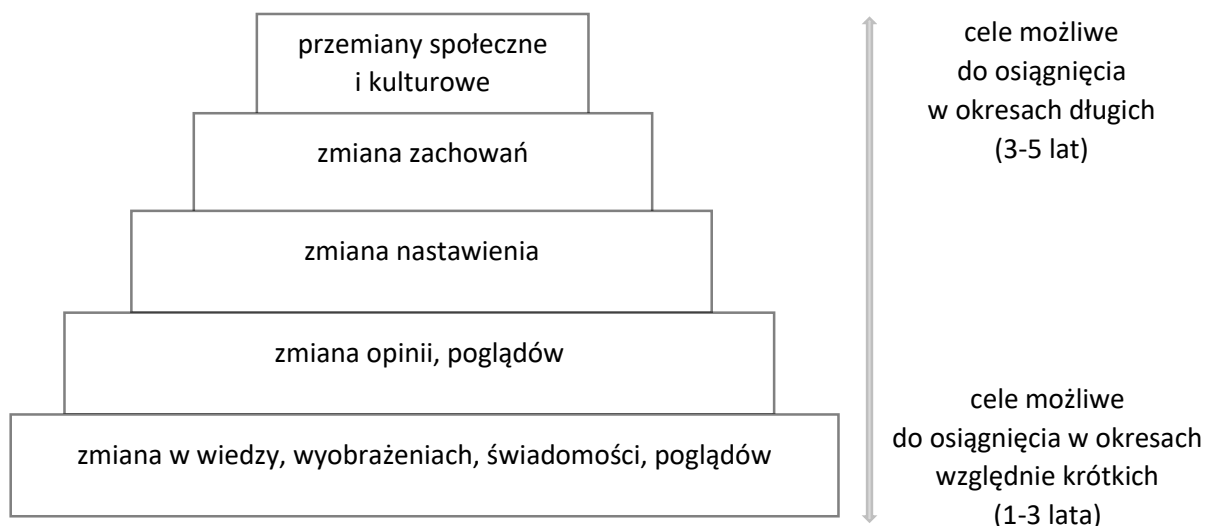 przemiany społeczne
i kulturowe
zmiana zachowań
zmiana nastawienia
zmiana opinii, poglądów
zmiana w wiedzy, wyobrażeniach, świadomości, poglądów
cele możliwe
do osiągnięcia
w okresach długich
(3-5 lat)
cele możliwe
do osiągnięcia w okresach
względnie krótkich
(1-3 lata)